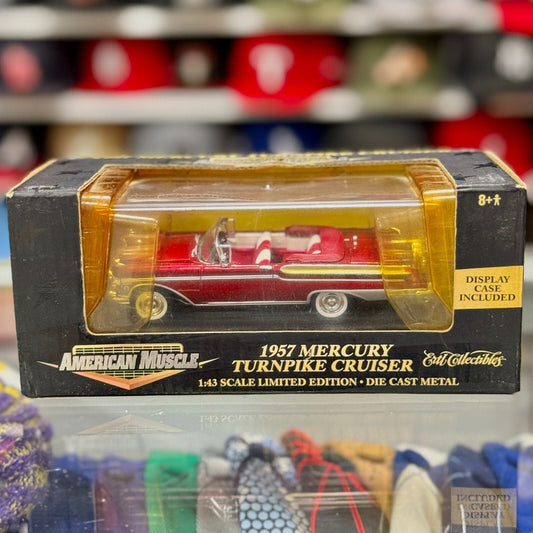 8+
DISPLAY
CASE
INCLUDED
AMERICAN MUSCLE
1957 MERCURY
TURNPIKE CRUISER
Ertl Collectibles
1:43 SCALE LIMITED EDITION • DIE CAST METAL